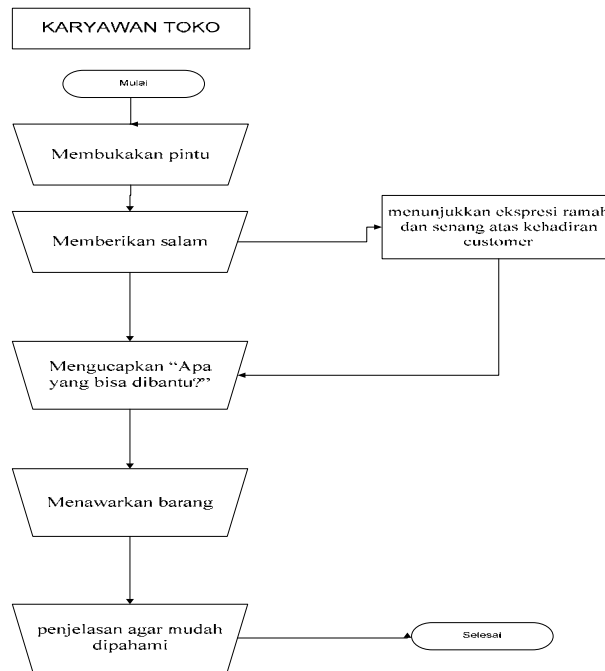 KARYAWAN TOKO
Mulai
Membukakan pintu
Memberikan salam
menunjukkan ekspresi ramah
dan senang atas kehadiran
customer
Mengucapkan “Apa
yang bisa dibantu?”
Menawarkan barang
penjelasan agar mudah
dipahami
Selesai